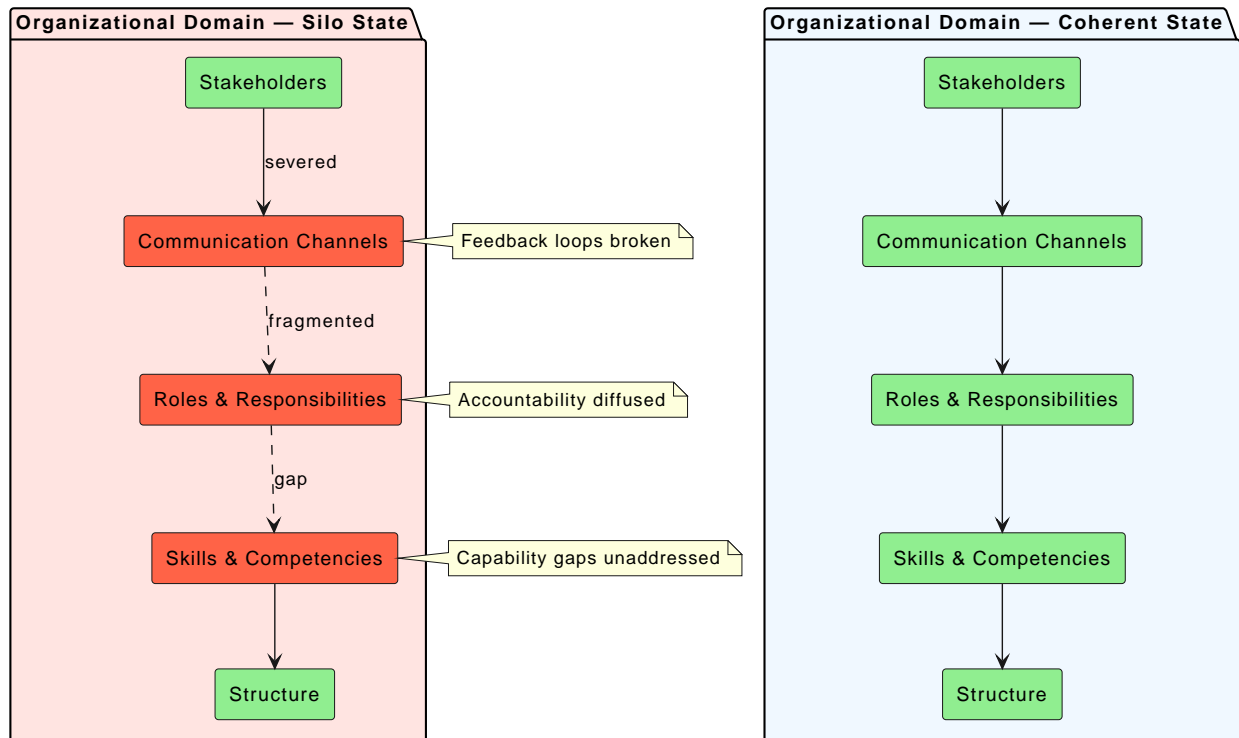 Organizational Domain — Silo State
Stakeholders
severed
Communication Channels
Feedback loops broken
fragmented
Roles & Responsibilities
Accountability diffused
gap
Skills & Competencies
Capability gaps unaddressed
Structure
Organizational Domain — Coherent State
Stakeholders
Communication Channels
Roles & Responsibilities
Skills & Competencies
Structure